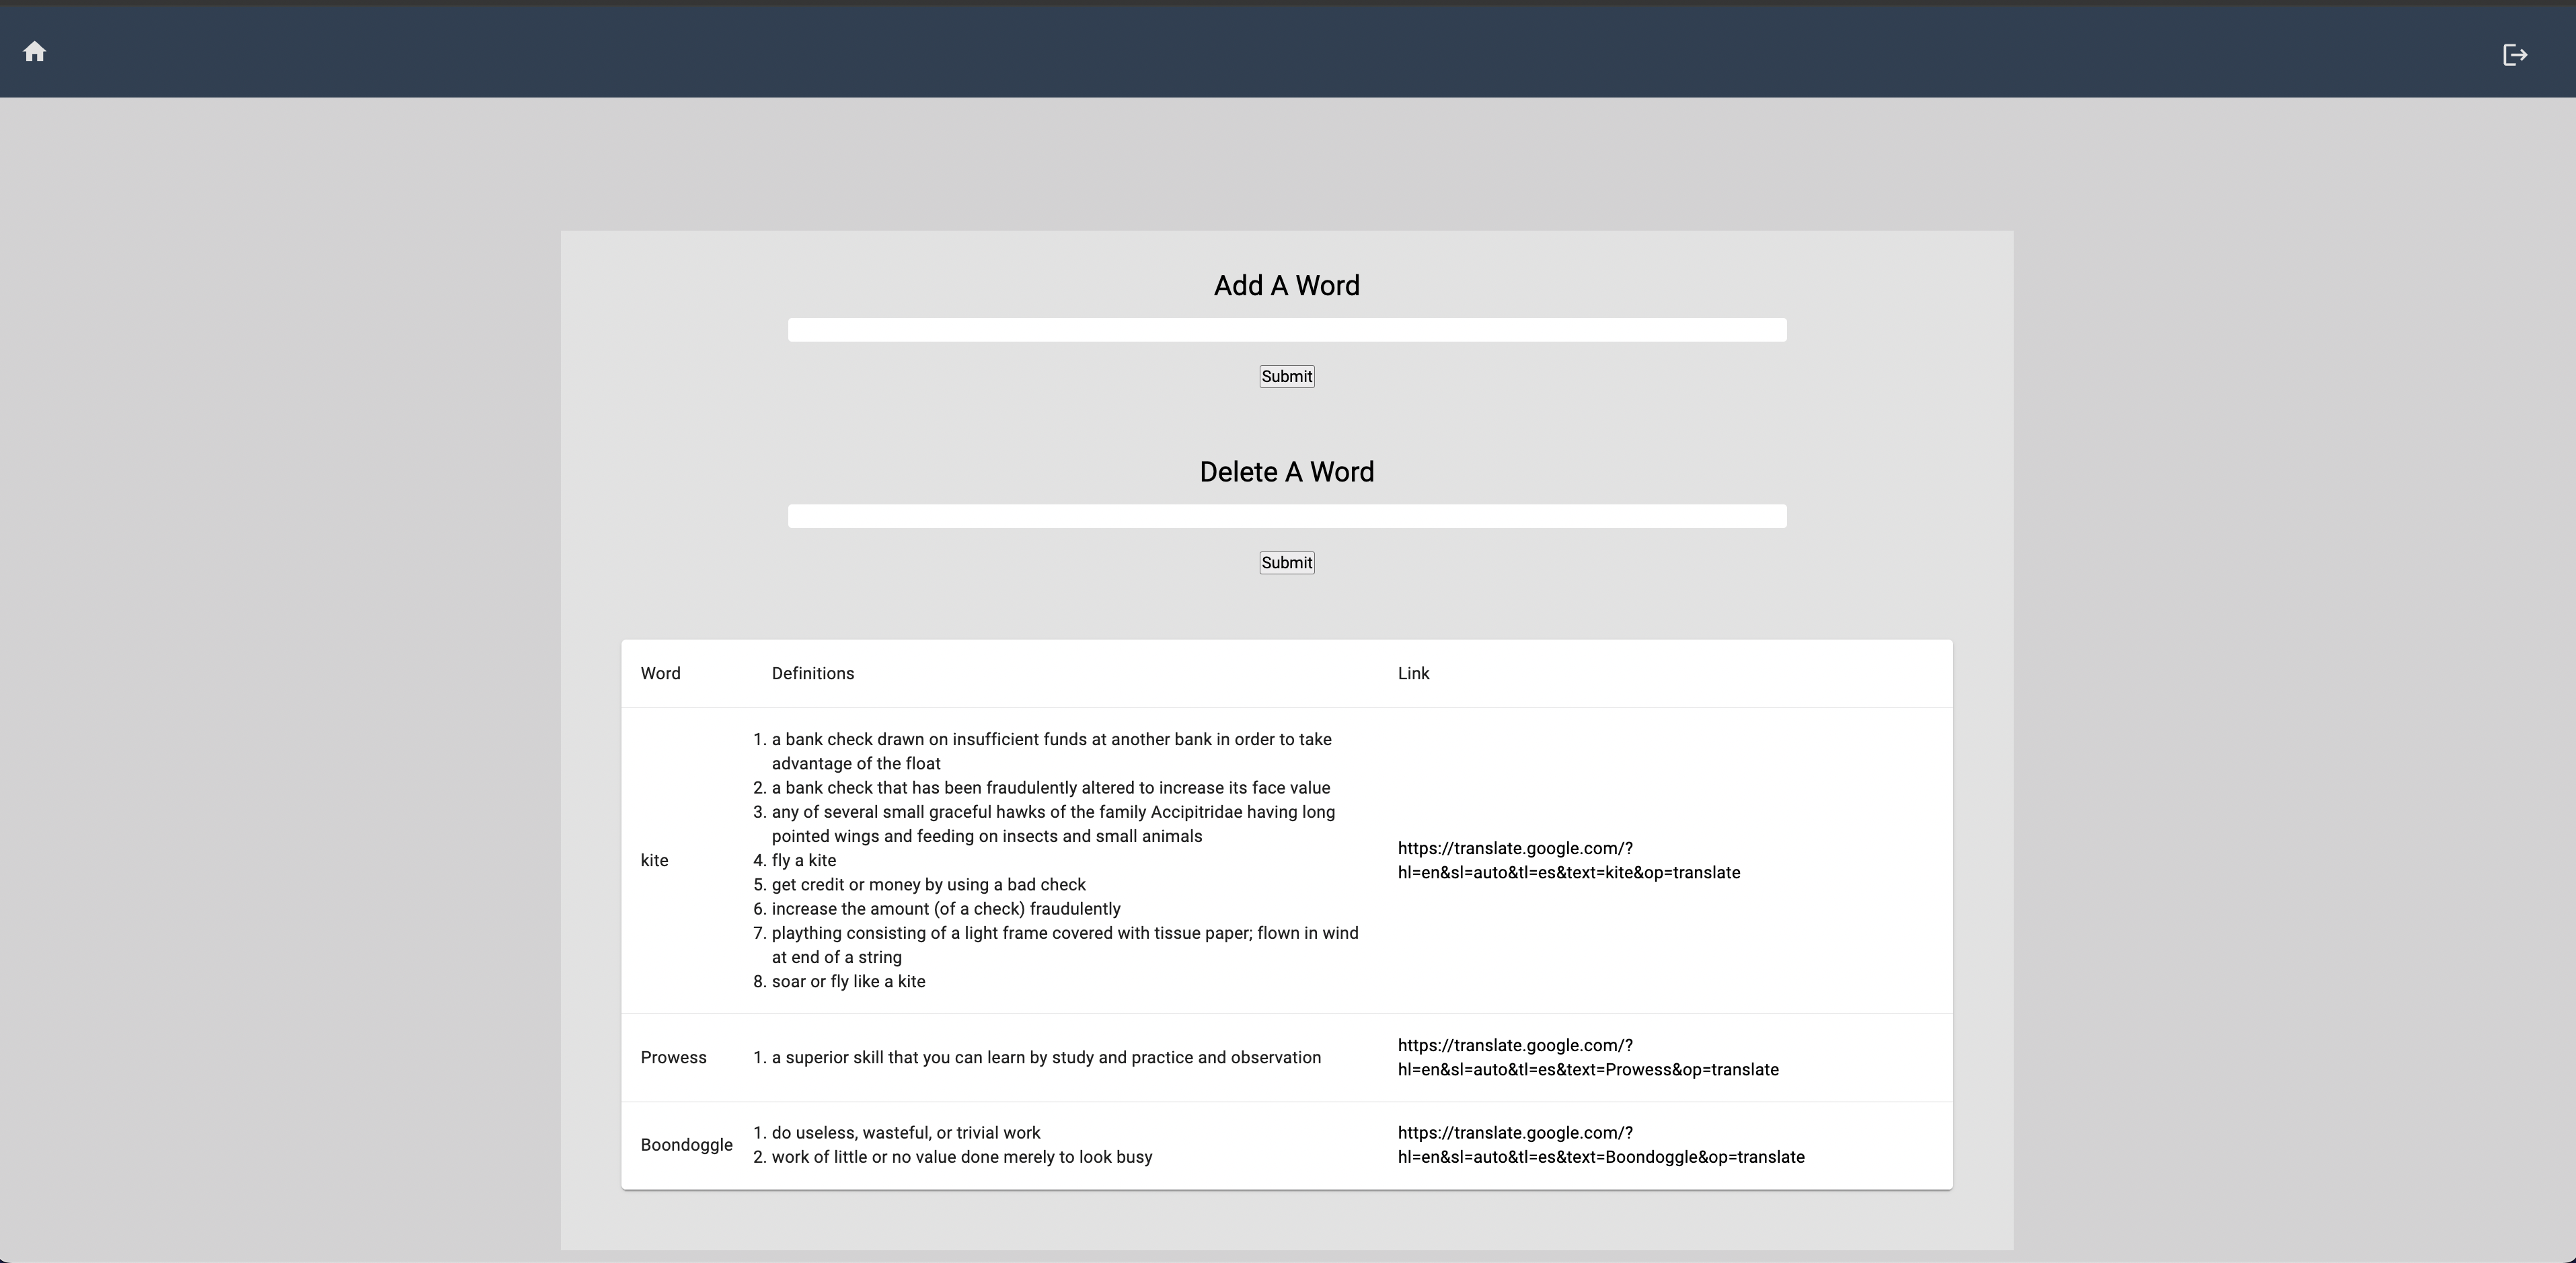 Add A Word
Submit
Delete A Word
Submit
Word Definitions Link
kite
1. a bank check drawn on insufficient funds at another bank in order to take
advantage of the float
2. a bank check that has been fraudulently altered to increase its face value
3. any of several small graceful hawks of the family Accipitridae having long
pointed wings and feeding on insects and small animals
4. fly a kite
5. get credit or money by using a bad check
6. increase the amount (of a check) fraudulently
7. plaything consisting of a light frame covered with tissue paper; flown in wind
at end of a string
8. soar or fly like a kite
https://translate.google.com/?
hl=en&sl=auto&tl=es&text=kite&op=translate
Prowess
1. a superior skill that you can learn by study and practice and observation
https://translate.google.com/?
hl=en&sl=auto&tl=es&text=Prowess&op=translate
Boondoggle
1. do useless, wasteful, or trivial work
2. work of little or no value done merely to look busy
https://translate.google.com/?
hl=en&sl=auto&tl=es&text=Boondoggle&op=translate